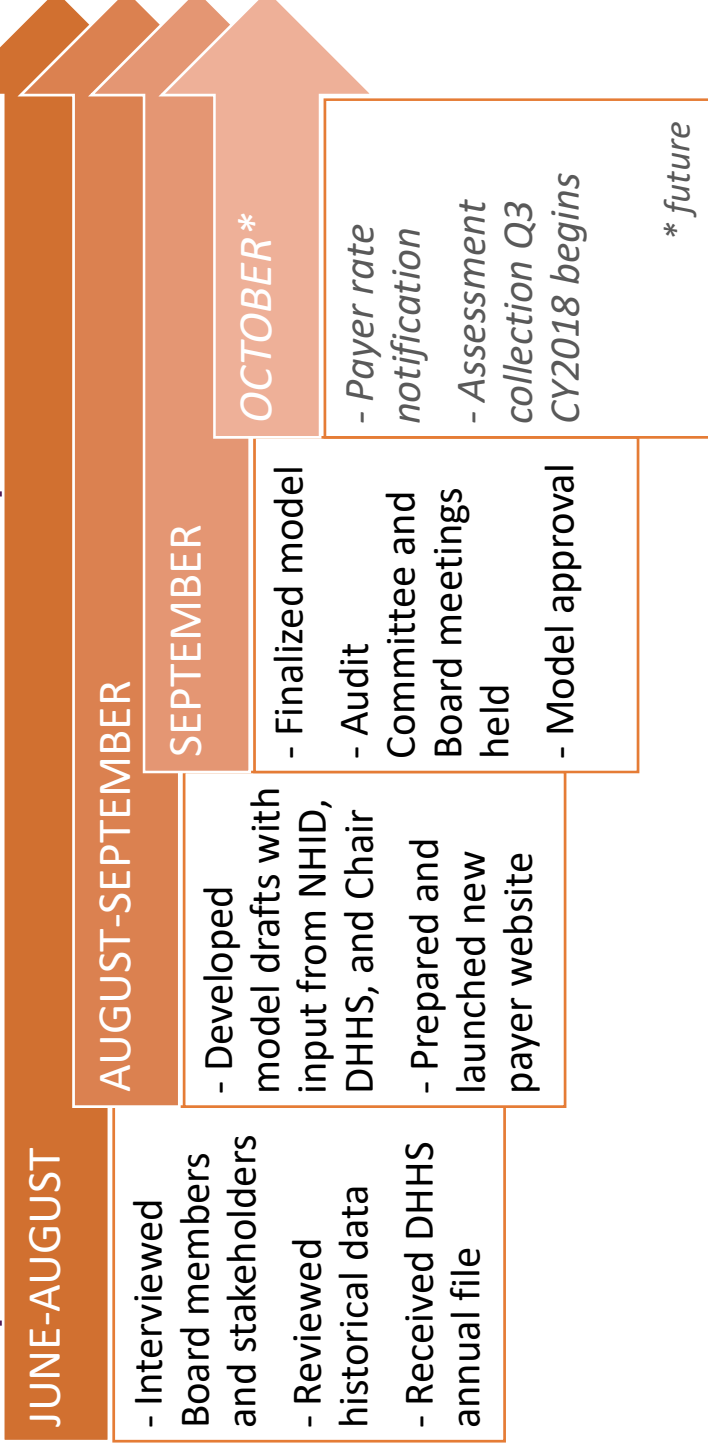 JUNE-AUGUST
- Interviewed
Board members
and stakeholders
- Reviewed
historical data
- Received DHHS
annual file
AUGUST-SEPTEMBER
- Developed
model drafts with
input from NHID,
DHHS, and Chair
- Prepared and
launched new
payer website
SEPTEMBER
- Finalized model
- Audit
Committee and
Board meetings
held
- Model approval
OCTOBER*
- Payer rate
notification
- Assessment
collection Q3
CY2018 begins
* future